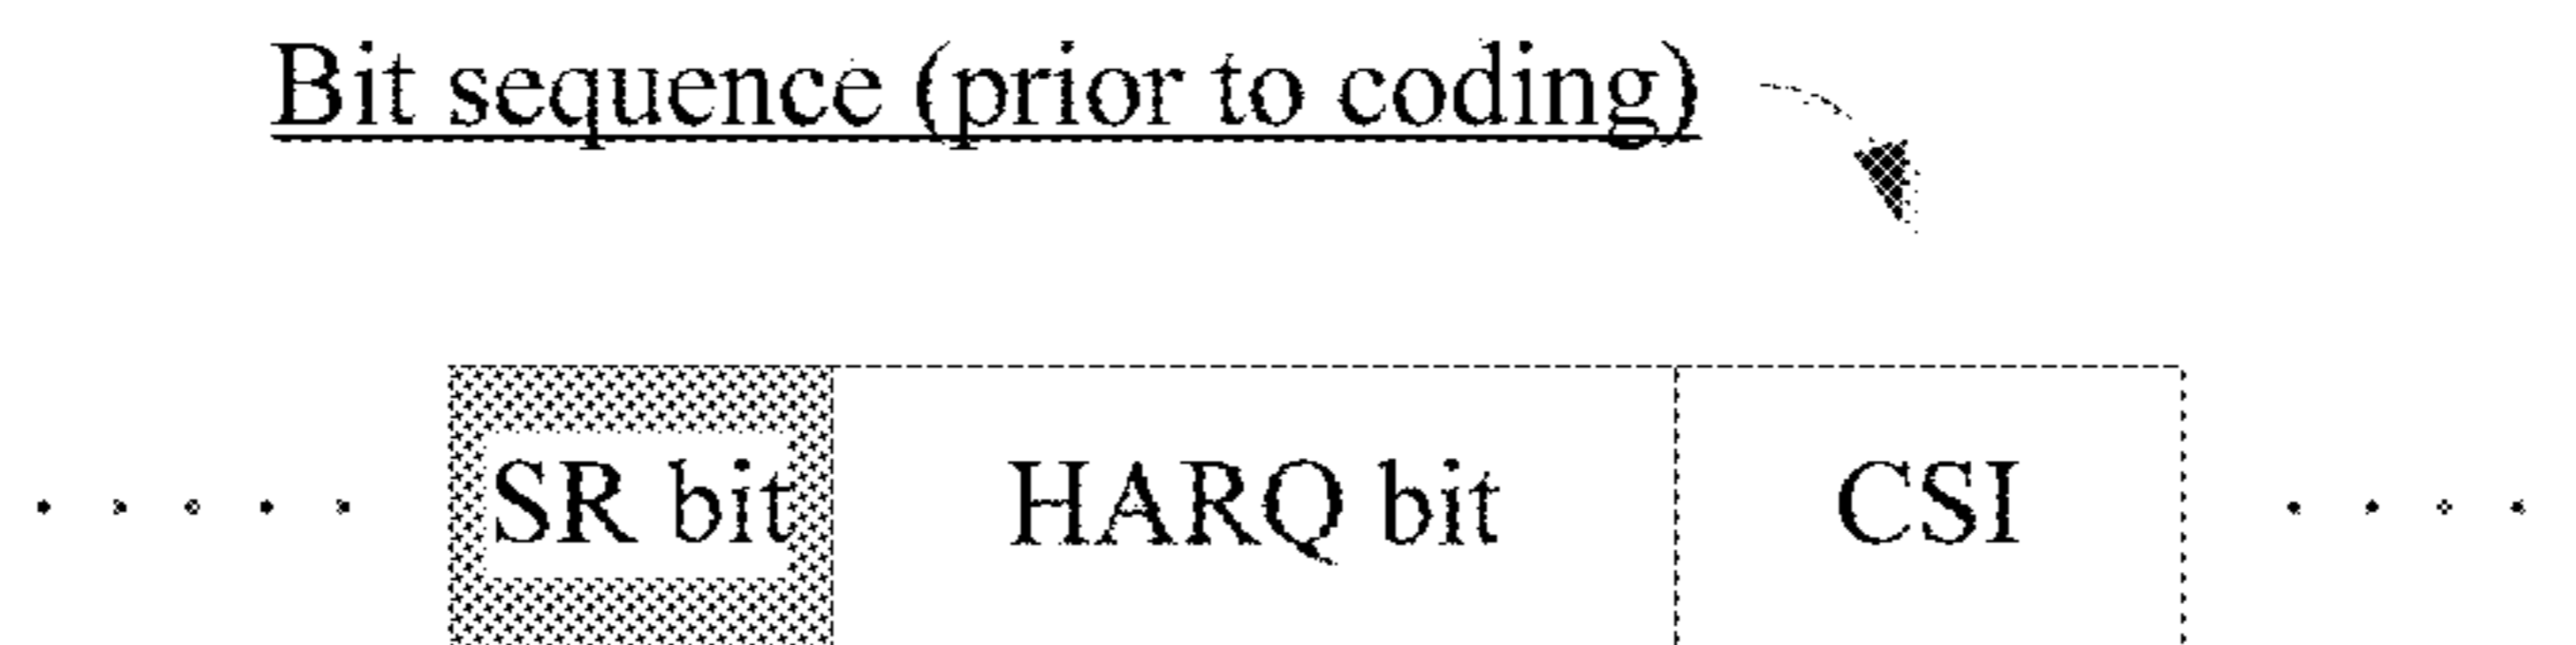 Bit sequence (prior to coding)
SR bit HARQ bit CSI